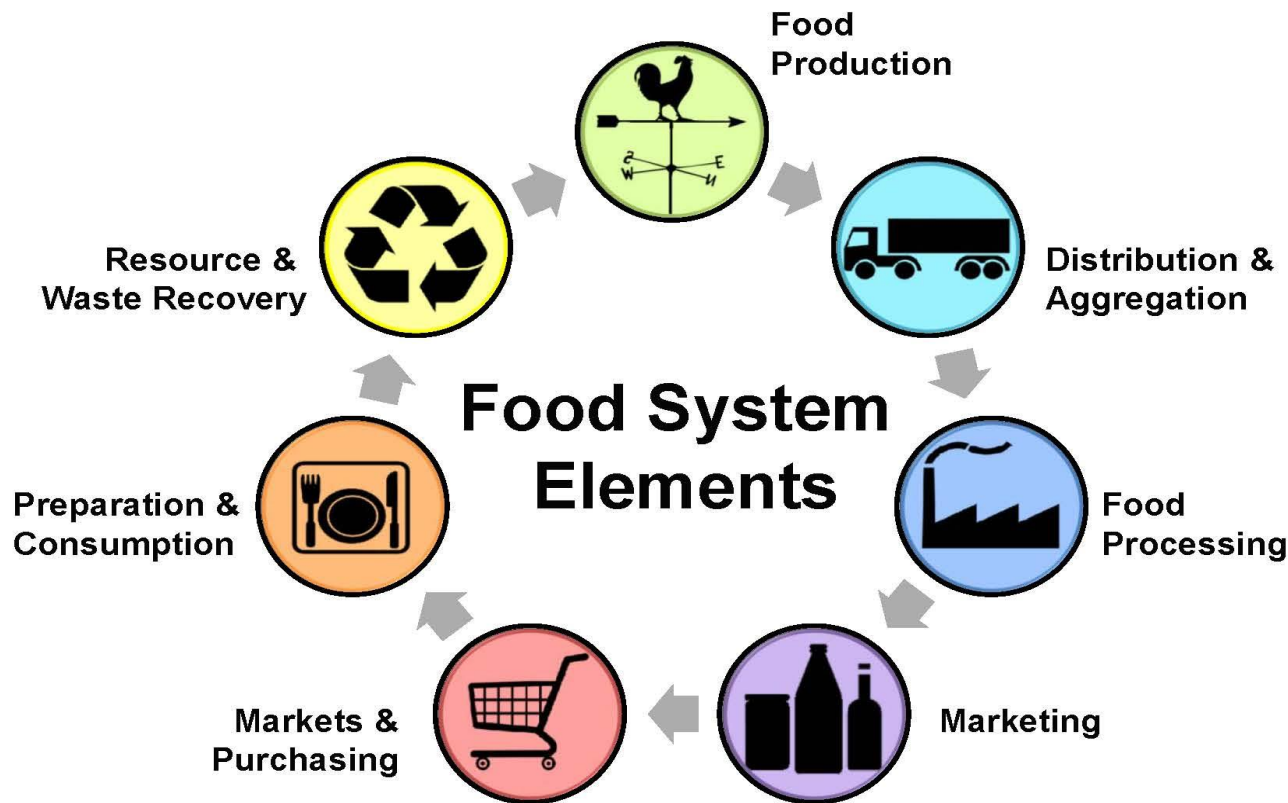 Food
Production
S
E
W
N
Distribution &
Aggregation
Food System
Elements
Food
Processing
Marketing
Markets &
Purchasing
Preparation &
Consumption
Resource &
Waste Recovery